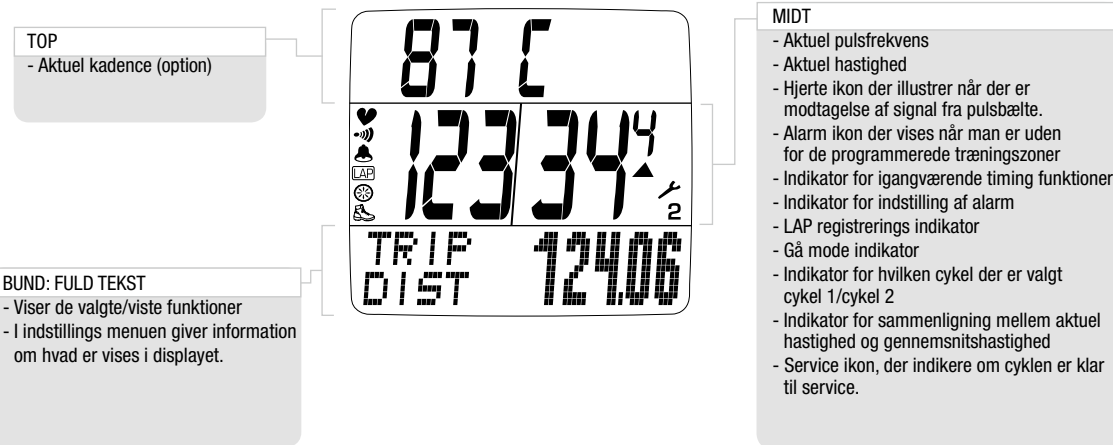 TOP
- Aktuel kadence (option)
87 C
123 34 4
LAP
2
TRIP
DIST 124.06
BUND: FULD TEKST
- Viser de valgte/viste funktioner
- I indstillings menuen giver information
om hvad er vises i displayet.
MIDT
- Aktuel pulsfrekvens
- Aktuel hastighed
- Hjerte ikon der illustrer når der er
modtagelse af signal fra pulsbælte.
- Alarm ikon der vises når man er uden
for de programmerede træningszoner
- Indikator for igangværende timing funktioner
- Indikator for indstilling af alarm
- LAP registrerings indikator
- Gå mode indikator
- Indikator for hvilken cykel der er valgt
cykel 1/cykel 2
- Indikator for sammenligning mellem aktuel
hastighed og gennemsnitshastighed
- Service ikon, der indikere om cyklen er klar
til service.